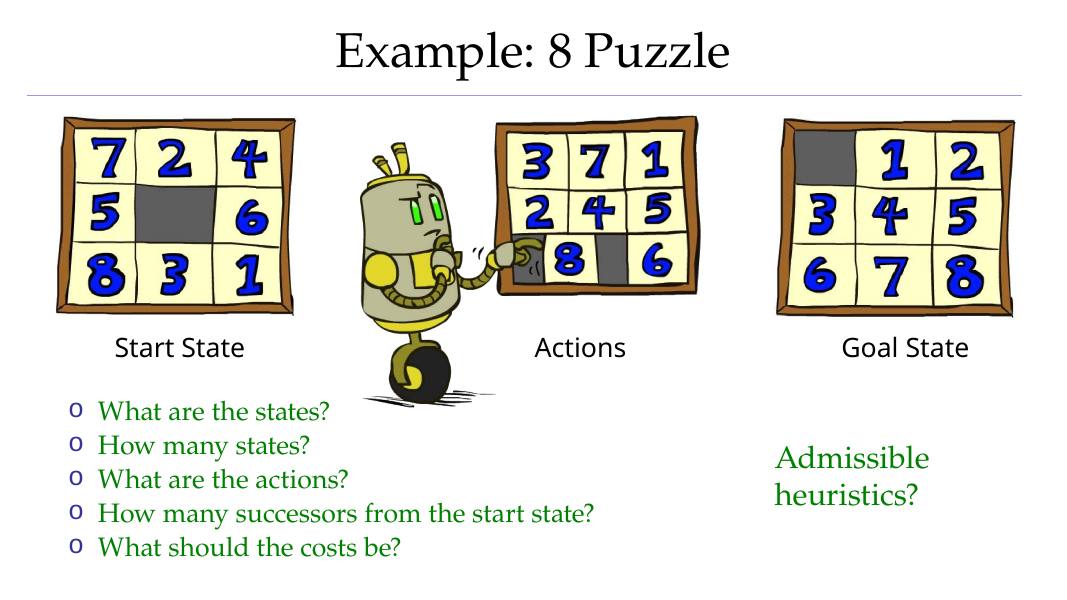 Example: 8 Puzzle
7 2 4
5 6
8 3 1
3 7 1
2 4 5
8 6
1 2
3 4 5
6 7 8
Start State
Actions
Goal State
o What are the states?
o How many states?
o What are the actions?
o How many successors from the start state?
o What should the costs be?
Admissible
heuristics?